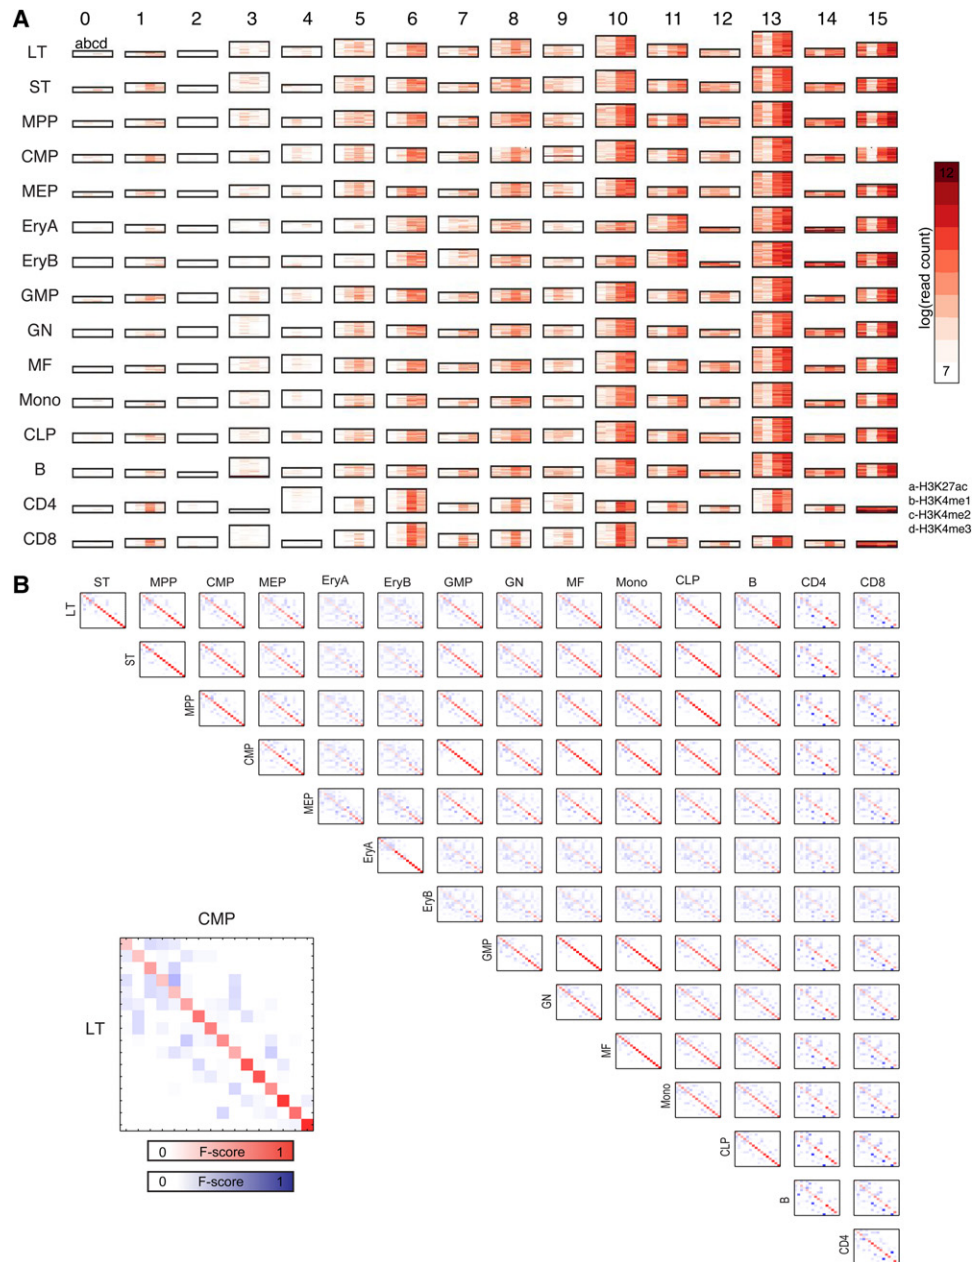 A
0 1 2 3 4 5 6 7 8 9 10 11 12 13 14 15
abcd
LT
ST
MPP
CMP
MEP
EryA
EryB
GMP
GN
MF
Mono
CLP
B
CD4
CD8
12
log(read count)
7
a-H3K27ac
b-H3K4me1
c-H3K4me2
d-H3K4me3
B
ST MPP CMP MEP EryA EryB GMP GN MF Mono CLP B CD4 CD8
LT
ST
MPP
CMP
MEP
EryA
EryB
GMP
GN
MF
Mono
CLP
B
CD4
CMP
LT
0 F-score 1
0 F-score 1